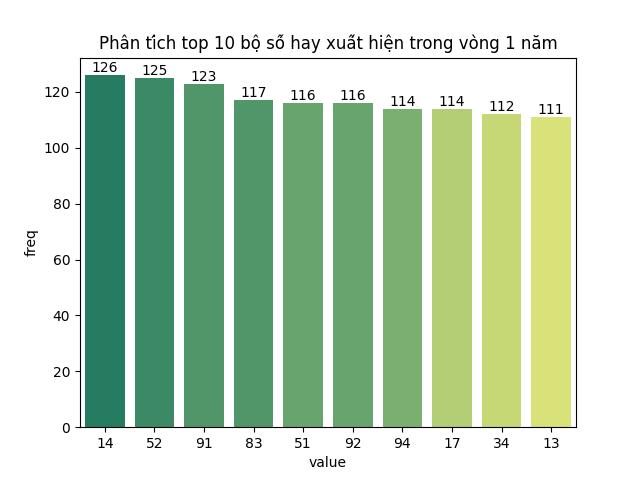 Phân tích top 10 bộ số hay xuất hiện trong vòng 1 năm
126 125 123 117 116 116 114 114 112 111
120
100
80
60
40
20
0
freq
14 52 91 83 51 92 94 17 34 13
value